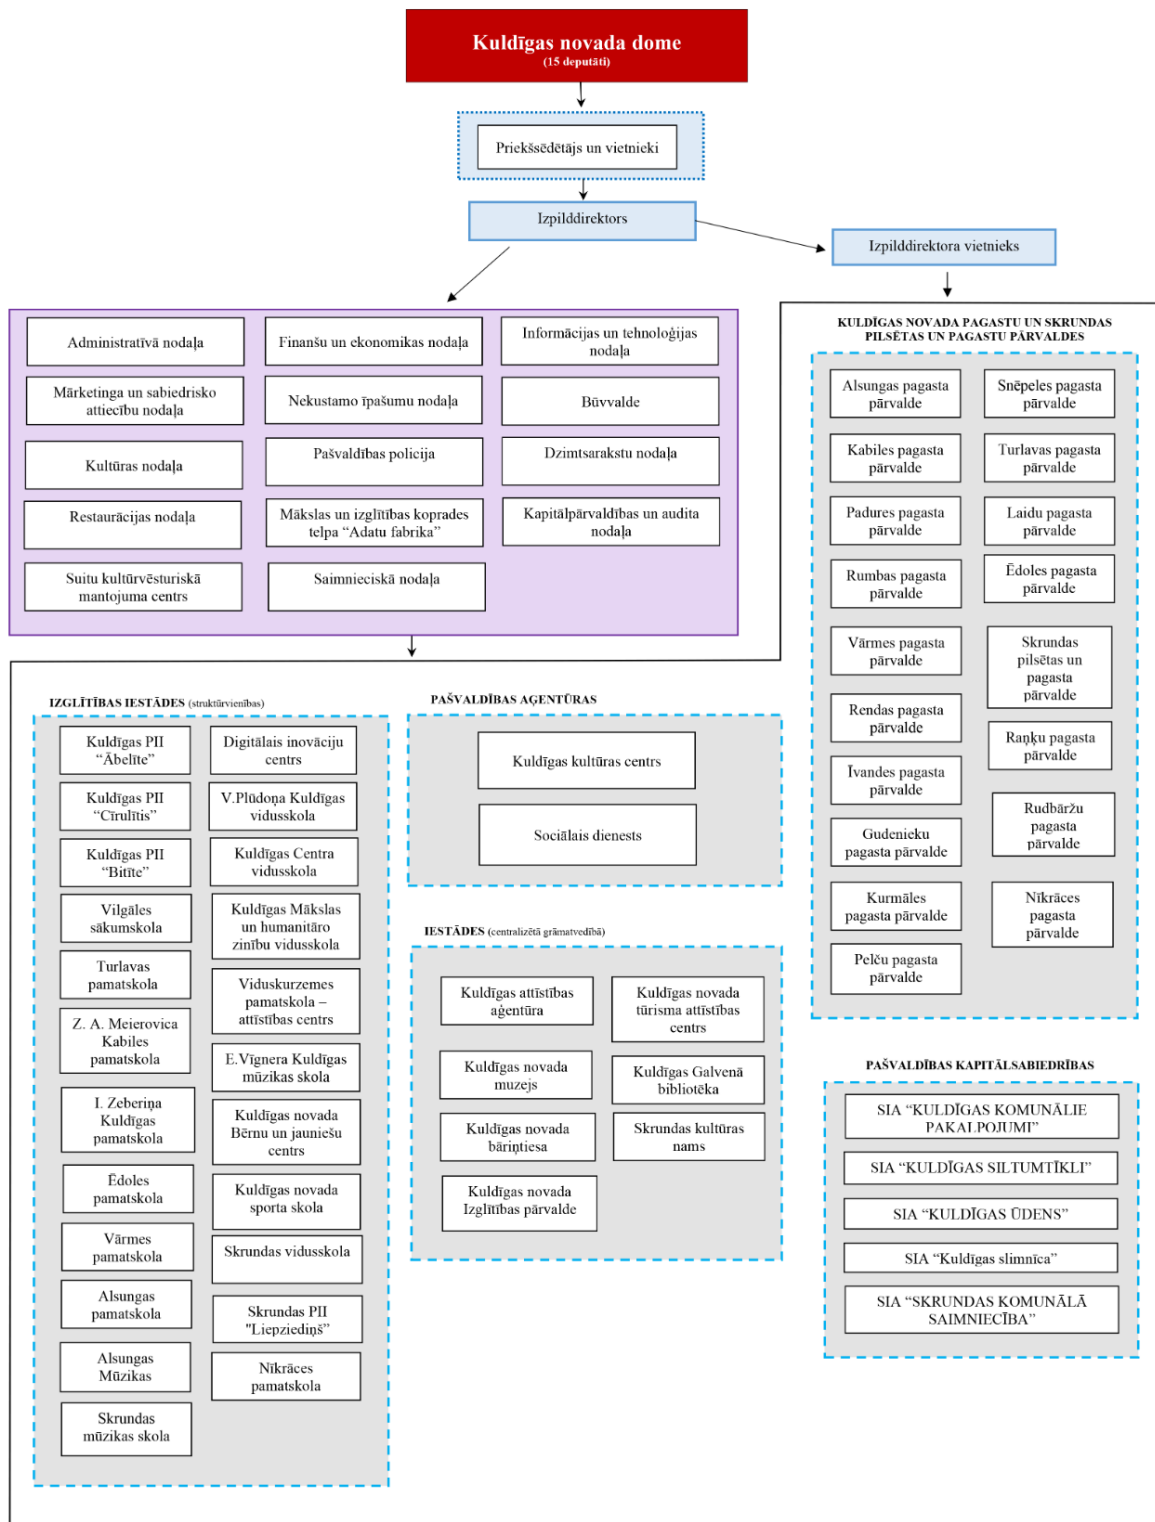 Kuldīgas novada dome
(15 deputāti)
Priekšsēdētājs un vietnieki
Izpilddirektors
Izpilddirektora vietnieks
Administratīvā nodaļa
Finanšu un ekonomikas nodaļa
Informācijas un tehnoloģijas
nodaļa
Mārketinga un sabiedrisko
attiecību nodaļa
Nekustamo īpašumu nodaļa
Būvvalde
Kultūras nodaļa
Pašvaldības policija
Dzimtsarakstu nodaļa
Restaurācijas nodaļa
Mākslas un izglītības koprades
telpa “Adatu fabrika”
Kapitālpārvaldības un audita
nodaļa
Suitu kultūrvēsturiskā
mantojuma centrs
Saimnieciskā nodaļa
KULDĪGAS NOVADA PAGASTU UN SKRUNDAS
PILSĒTAS UN PAGASTU PĀRVALDES
Alsungas pagasta
pārvalde
Snēpeles pagasta
pārvalde
Kabiles pagasta
pārvalde
Turlavas pagasta
pārvalde
Padures pagasta
pārvalde
Laidu pagasta
pārvalde
Rumbas pagasta
pārvalde
Ēdoles pagasta
pārvalde
Vārmes pagasta
pārvalde
Skrundas
pilsētas un
pagasta
pārvalde
Rendas pagasta
pārvalde
Raņķu pagasta
pārvalde
Īvandes pagasta
pārvalde
Rudbāržu
pagasta
pārvalde
Gudenieku
pagasta pārvalde
Kurmāles
pagasta pārvalde
Nīkrāces
pagasta
pārvalde
Pelču pagasta
pārvalde
IZGLĪTĪBAS IESTĀDES (struktūrvienības)
Kuldīgas PII
“Ābelīte”
Digitālais inovāciju
centrs
Kuldīgas PII
“Cīrulītis”
V.Plūdoņa Kuldīgas
vidusskola
Kuldīgas PII
“Bitīte”
Kuldīgas Centra
vidusskola
Vilgāles
sākumskola
Kuldīgas Mākslas
un humanitāro
zinību vidusskola
Turlavas
pamatskola
Viduskurzemes
pamatskola –
attīstības centrs
Z. A. Meierovica
Kabiles
pamatskola
E.Vīgnera Kuldīgas
mūzikas skola
I. Zeberiņa
Kuldīgas
pamatskola
Kuldīgas novada
Bērnu un jauniešu
centrs
Ēdoles
pamatskola
Kuldīgas novada
sporta skola
Vārmes
pamatskola
Skrundas vidusskola
Alsungas
pamatskola
Skrundas PII
"Liepziediņš”
Alsungas
Mūzikas
Nīkrāces
pamatskola
Skrundas
mūzikas skola
PAŠVALDĪBAS AĢENTŪRAS
Kuldīgas kultūras centrs
Sociālais dienests
IESTĀDES (centralizētā grāmatvedībā)
Kuldīgas attīstības
aģentūra
Kuldīgas novada
tūrisma attīstības
centrs
Kuldīgas novada
muzejs
Kuldīgas Galvenā
bibliotēka
Kuldīgas novada
bāriņtiesa
Skrundas kultūras
nams
Kuldīgas novada
Izglītības pārvalde
PAŠVALDĪBAS KAPITĀLSABIEDRĪBAS
SIA “KULDĪGAS KOMUNĀLIE
PAKALPOJUMI”
SIA “KULDĪGAS SILTUMTĪKLI”
SIA “KULDĪGAS ŪDENS”
SIA “Kuldīgas slimnīca”
SIA “SKRUNDAS KOMUNĀLĀ
SAIMNIECĪBA”